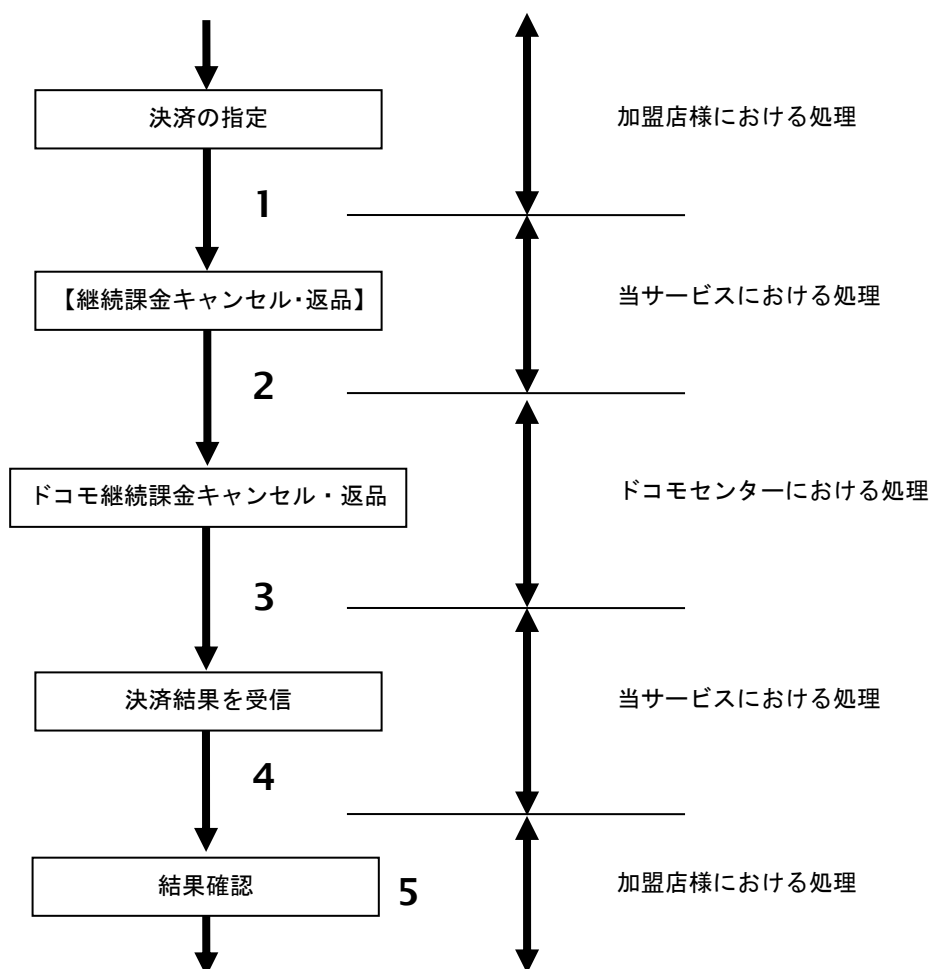 決済の指定
加盟店様における処理
1
【継続課金キャンセル・返品】
当サービスにおける処理
2
ドコモ継続課金キャンセル・返品
ドコモセンターにおける処理
3
決済結果を受信
当サービスにおける処理
4
結果確認
5
加盟店様における処理